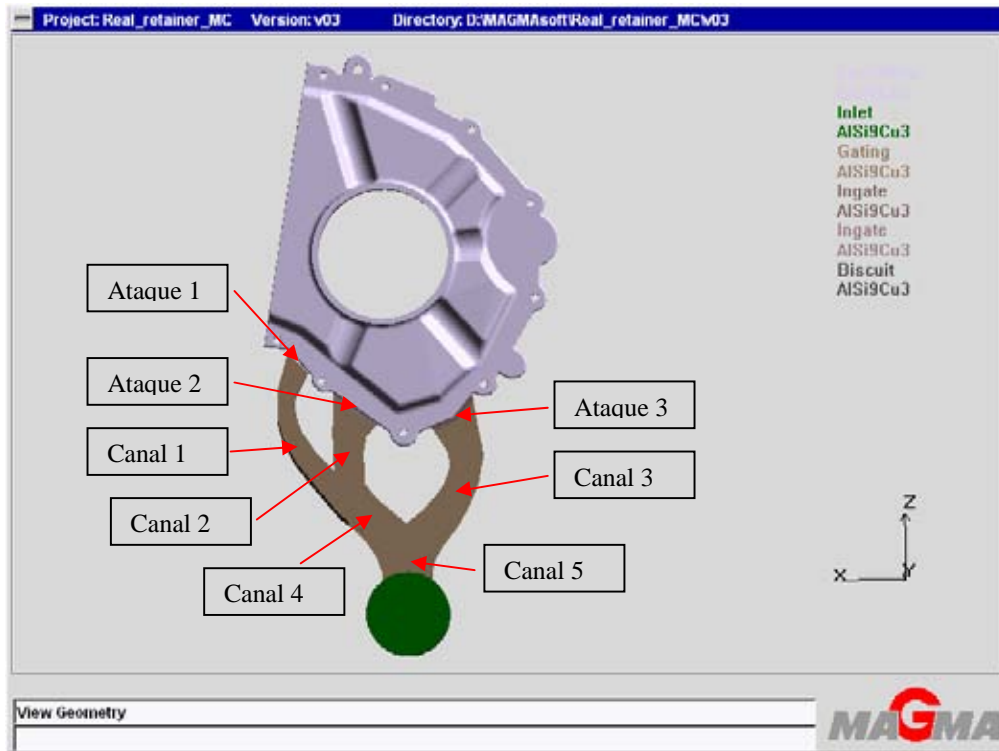 Project: Real_retainer_MC Version: v03 Directory: D:\MAGMAsoft\Real_retainer_MC\v03
Inlet
AlSi9Cu3
Gating
AlSi9Cu3
Ingate
AlSi9Cu3
Ingate
AlSi9Cu3
Biscuit
AlSi9Cu3
Ataque 1
Ataque 2
Ataque 3
Canal 1
Canal 3
Canal 2
Canal 5
Canal 4
Z
X
Y
View Geometry
MAGMA